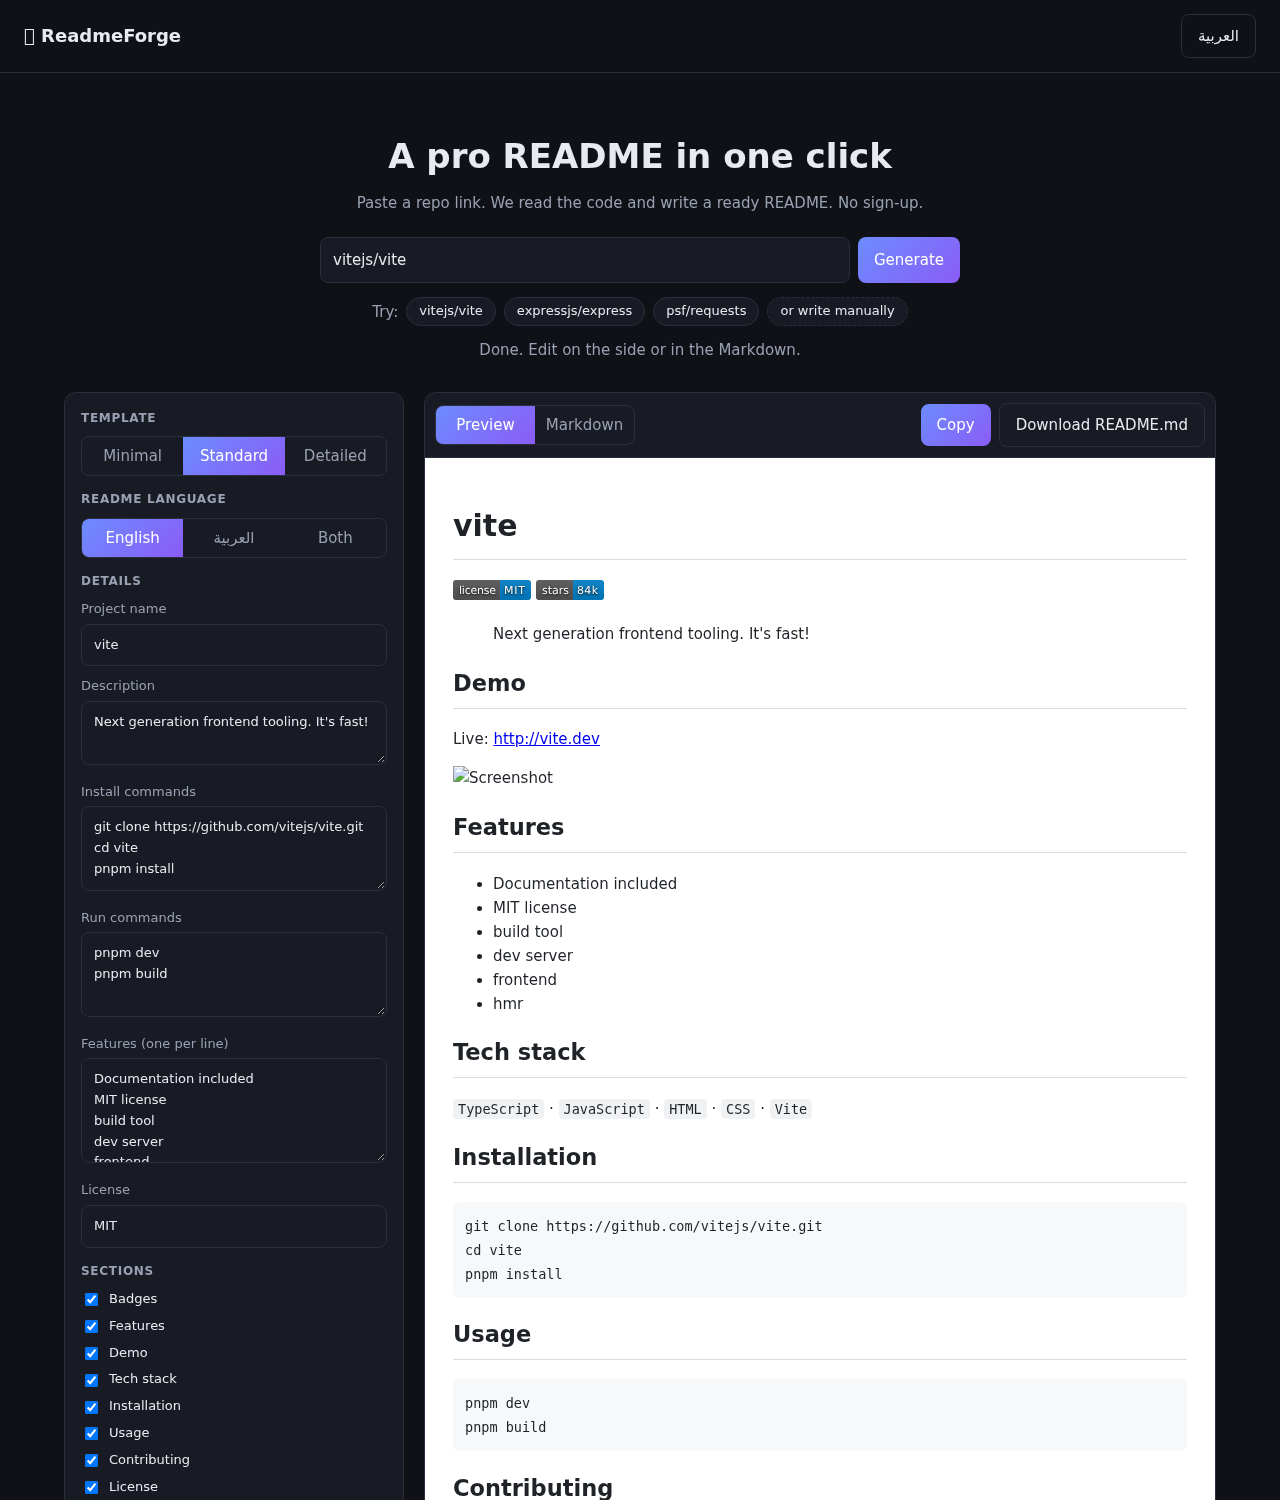 ReadmeForge
العربية
A pro README in one click
Paste a repo link. We read the code and write a ready README. No sign-up.
vitejs/vite
Generate
Try: vitejs/vite expressjs/express psf/requests or write manually
Done. Edit on the side or in the Markdown.
TEMPLATE
Minimal Standard Detailed
README LANGUAGE
English العربية Both
DETAILS
Project name
vite
Description
Next generation frontend tooling. It's fast!
Install commands
git clone https://github.com/vitejs/vite.git
cd vite
pnpm install
Run commands
pnpm dev
pnpm build
Features (one per line)
Documentation included
MIT license
build tool
dev server
frontend
License
MIT
SECTIONS
Badges
Features
Demo
Tech stack
Installation
Usage
Contributing
License
Preview Markdown
Copy Download README.md
vite
license MIT stars 84k
Next generation frontend tooling. It's fast!
Demo
Live: http://vite.dev
Screenshot
Features
Documentation included
MIT license
build tool
dev server
frontend
hmr
Tech stack
TypeScript · JavaScript · HTML · CSS · Vite
Installation
git clone https://github.com/vitejs/vite.git
cd vite
pnpm install
Usage
pnpm dev
pnpm build
Contributing